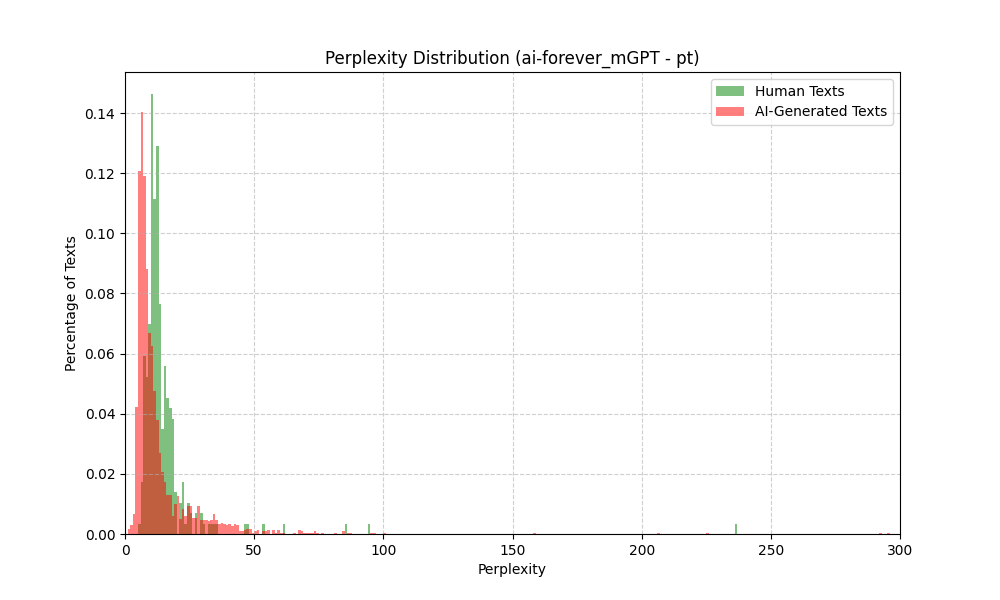 Perplexity Distribution (ai-forever_mGPT - pt)
Human Texts
AI-Generated Texts
Percentage of Texts
0.14
0.12
0.10
0.08
0.06
0.04
0.02
0.00
0 50 100 150 200 250 300
Perplexity